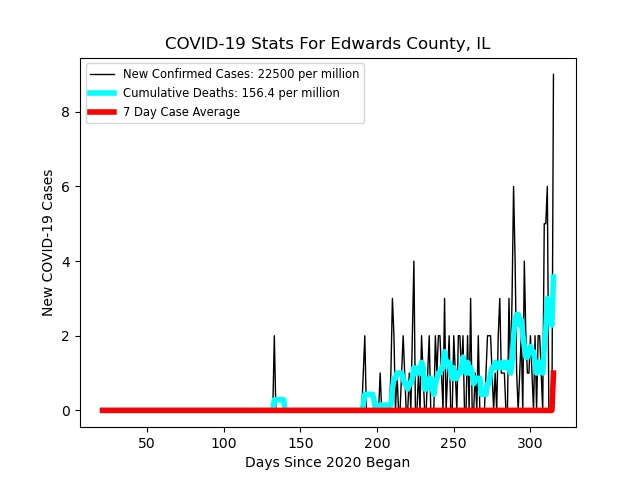 COVID-19 Stats For Edwards County, IL
New Confirmed Cases: 22500 per million
Cumulative Deaths: 156.4 per million
7 Day Case Average
New COVID-19 Cases
8
6
4
2
0
50 100 150 200 250 300
Days Since 2020 Began